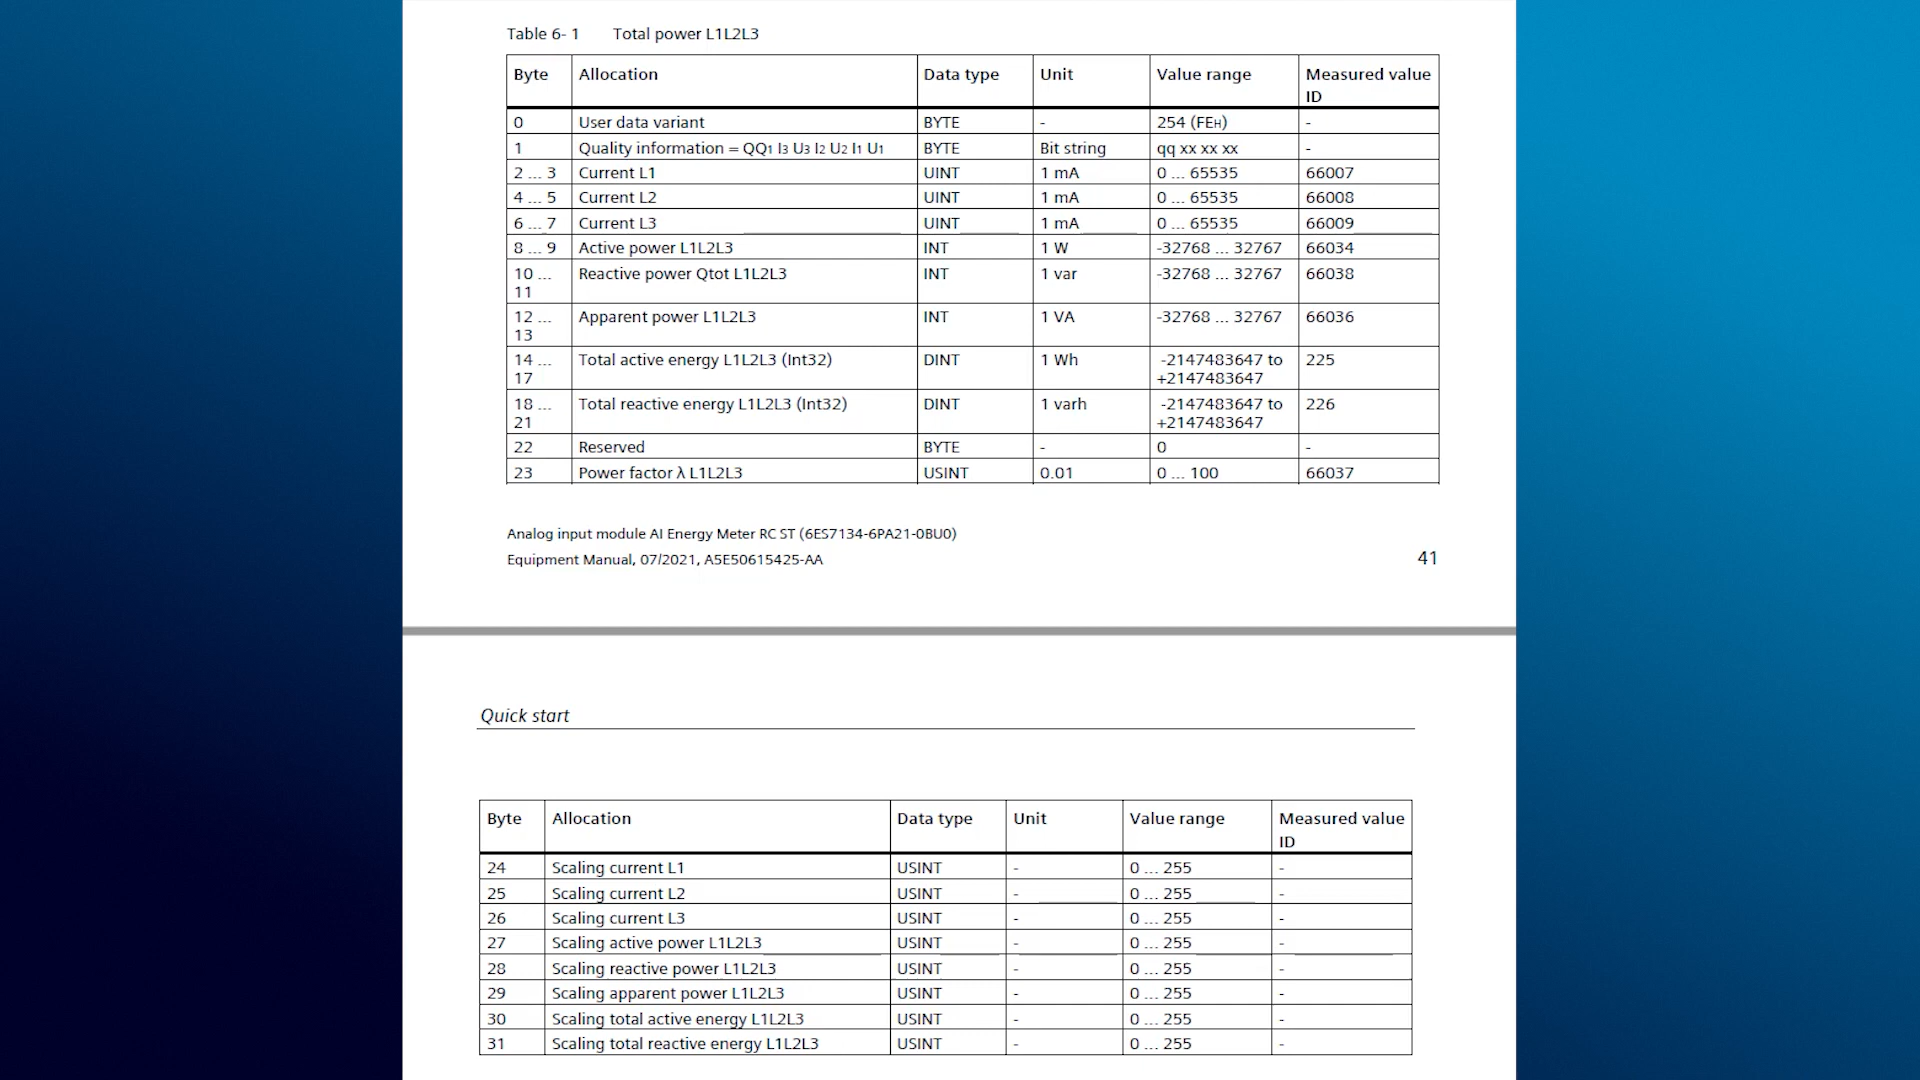 Table 6- 1 Total power L1L2L3
Byte Allocation Data type Unit Value range Measured value
ID
0 User data variant BYTE - 254 (FEH) -
1 Quality information = QQ1 I3 U3 I2 U2 I1 U1 BYTE Bit string qq xx xx xx -
2 ... 3 Current L1 UINT 1 mA 0 ... 65535 66007
4 ... 5 Current L2 UINT 1 mA 0 ... 65535 66008
6 ... 7 Current L3 UINT 1 mA 0 ... 65535 66009
8 ... 9 Active power L1L2L3 INT 1 W -32768 ... 32767 66034
10 ... Reactive power Qtot L1L2L3 INT 1 var -32768 ... 32767 66038
11
12 ... Apparent power L1L2L3 INT 1 VA -32768 ... 32767 66036
13
14 ... Total active energy L1L2L3 (Int32) DINT 1 Wh -2147483647 to 225
17 +2147483647
18 ... Total reactive energy L1L2L3 (Int32) DINT 1 varh -2147483647 to 226
21 +2147483647
22 Reserved BYTE - 0 -
23 Power factor λ L1L2L3 USINT 0.01 0 ... 100 66037
Analog input module AI Energy Meter RC ST (6ES7134-6PA21-0BU0)
Equipment Manual, 07/2021, A5E50615425-AA 41
Quick start
Byte Allocation Data type Unit Value range Measured value
ID
24 Scaling current L1 USINT - 0 ... 255 -
25 Scaling current L2 USINT - 0 ... 255 -
26 Scaling current L3 USINT - 0 ... 255 -
27 Scaling active power L1L2L3 USINT - 0 ... 255 -
28 Scaling reactive power L1L2L3 USINT - 0 ... 255 -
29 Scaling apparent power L1L2L3 USINT - 0 ... 255 -
30 Scaling total active energy L1L2L3 USINT - 0 ... 255 -
31 Scaling total reactive energy L1L2L3 USINT - 0 ... 255 -